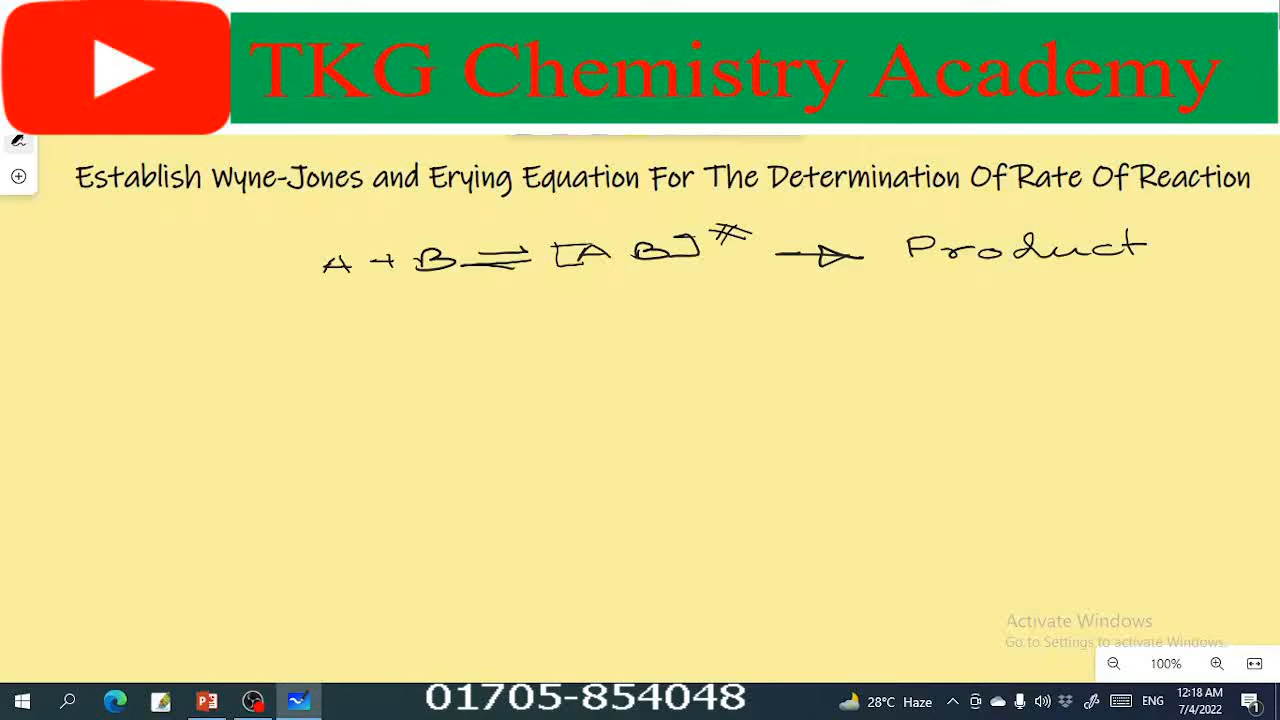 TKG Chemistry Academy
Establish Wyne-Jones and Erying Equation For The Determination Of Rate Of Reaction
A + B ⇌ [A B]^≠ → Product
Activate Windows
Go to Settings to activate Windows.
100%
01705-854048
28°C Haze
ENG
12:18 AM
7/4/2022
1